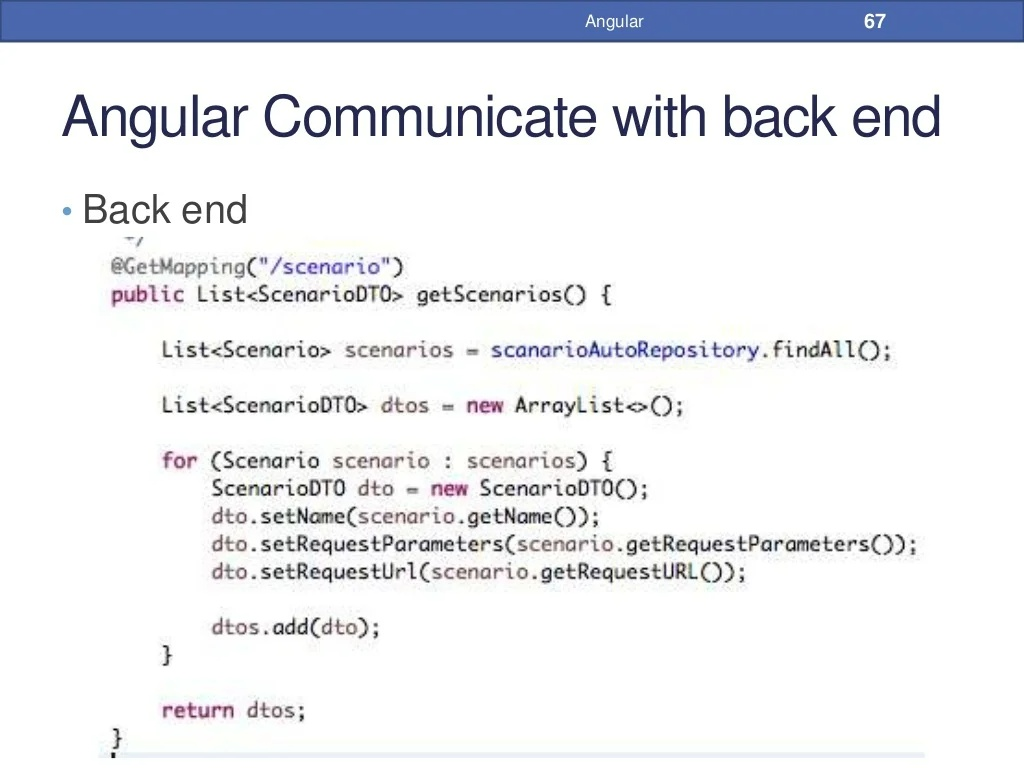 Angular 67
Angular Communicate with back end
• Back end
*/
@GetMapping("/scenario")
public List<ScenarioDTO> getScenarios() {
List<Scenario> scenarios = scanarioAutoRepository.findAll();
List<ScenarioDTO> dtos = new ArrayList<>();
for (Scenario scenario : scenarios) {
ScenarioDTO dto = new ScenarioDTO();
dto.setName(scenario.getName());
dto.setRequestParameters(scenario.getRequestParameters());
dto.setRequestUrl(scenario.getRequestURL());
dtos.add(dto);
}
return dtos;
}